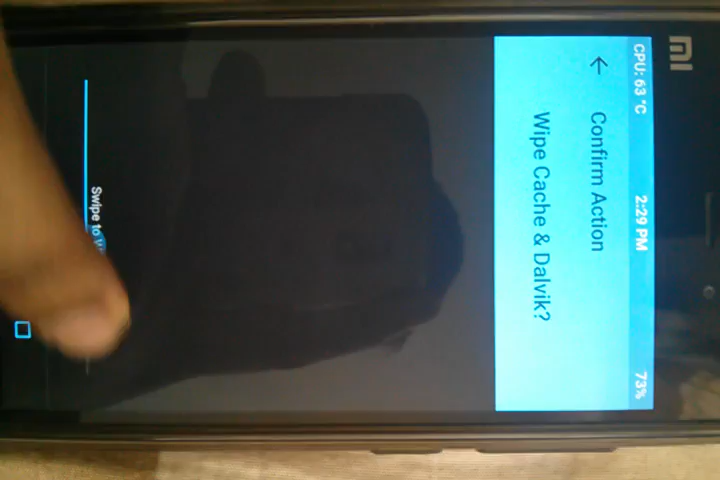 mi
CPU: 63 °C 2:29 PM 73%
Confirm Action
Wipe Cache & Dalvik?
Swipe to